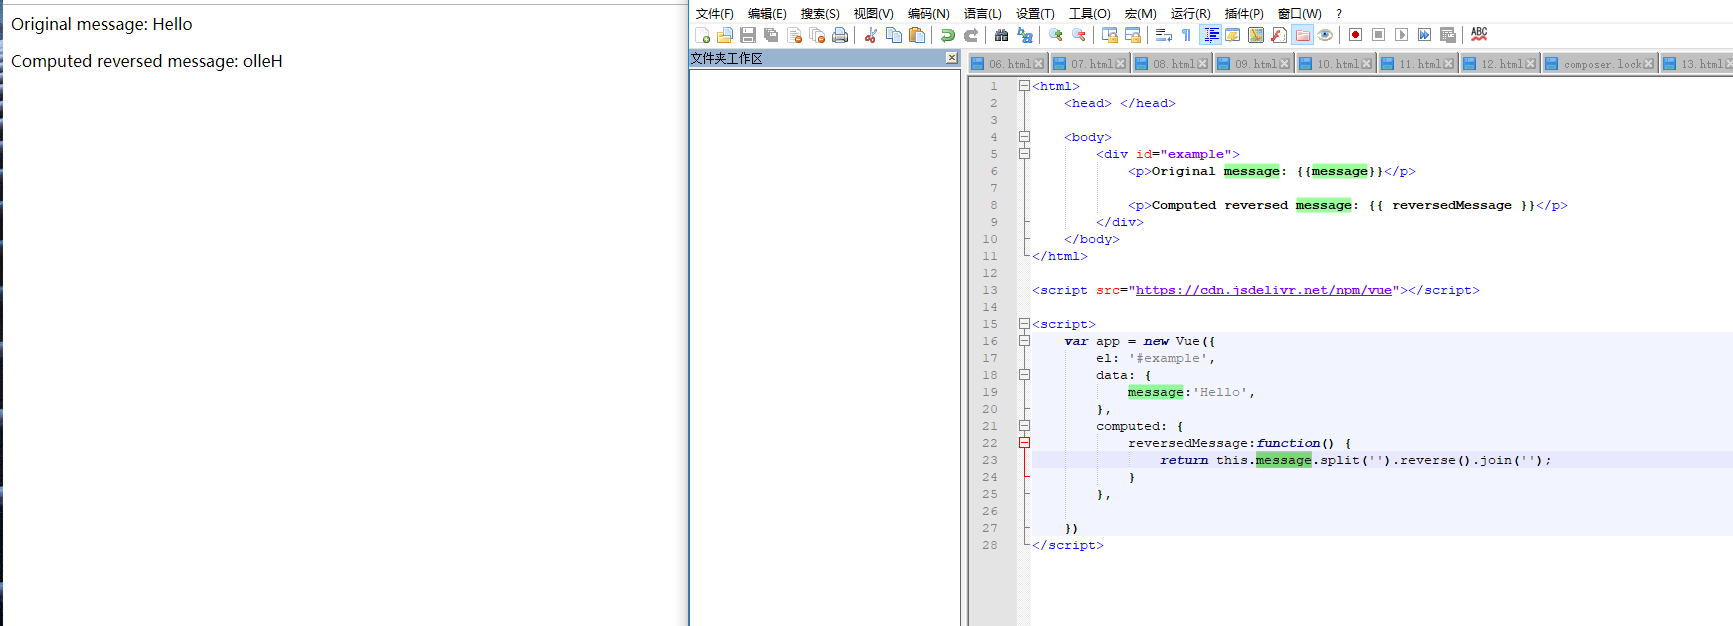 Original message: Hello
Computed reversed message: olleH
文件(F) 编辑(E) 搜索(S) 视图(V) 编码(N) 语言(L) 设置(T) 工具(O) 宏(M) 运行(R) 插件(P) 窗口(W) ?
ABC
文件夹工作区
06.html 07.html 08.html 09.html 10.html 11.html 12.html composer.lock 13.html
1 <html>
2 <head> </head>
3
4 <body>
5 <div id="example">
6 <p>Original message: {{message}}</p>
7
8 <p>Computed reversed message: {{ reversedMessage }}</p>
9 </div>
10 </body>
11 </html>
12
13 <script src="https://cdn.jsdelivr.net/npm/vue"></script>
14
15 <script>
16 var app = new Vue({
17 el: '#example',
18 data: {
19 message:'Hello',
20 },
21 computed: {
22 reversedMessage:function() {
23 return this.message.split('').reverse().join('');
24 }
25 },
26
27 })
28 </script>